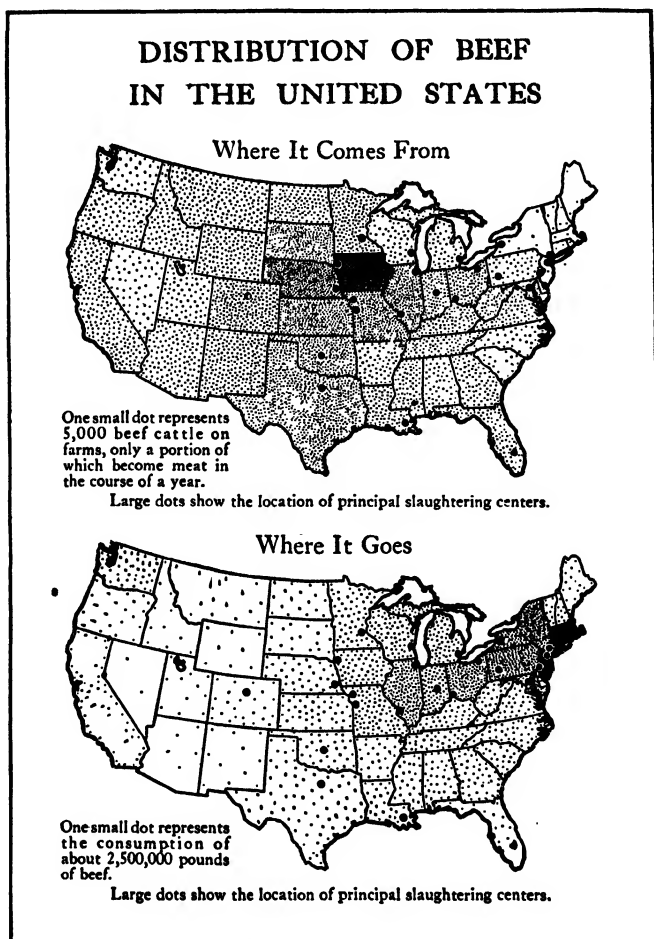 DISTRIBUTION OF BEEF
IN THE UNITED STATES
Where It Comes From
One small dot represents
5,000 beef cattle on
farms, only a portion of
which become meat in
the course of a year.
Large dots show the location of principal slaughtering centers.
Where It Goes
One small dot represents
the consumption of
about 2,500,000 pounds
of beef.
Large dots show the location of principal slaughtering centers.